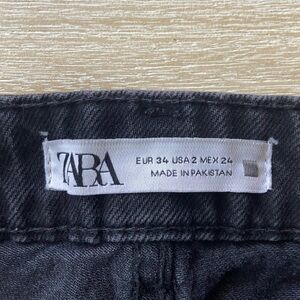 ZARA
EUR 34 USA 2 MEX 24
MADE IN PAKISTAN